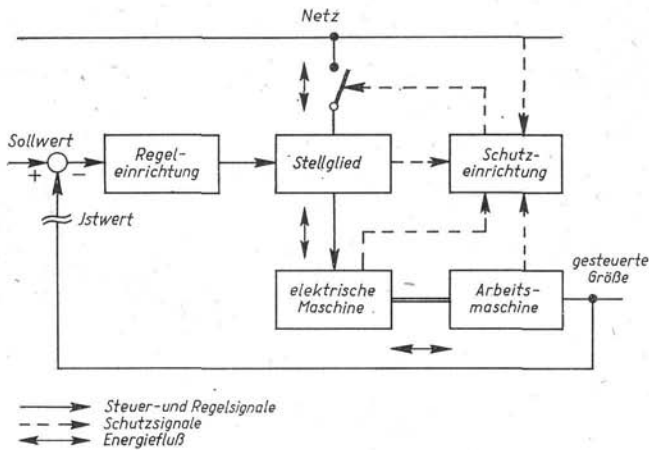 Netz
Sollwert
+
−
Regel-
einrichtung
Stellglied
Schutz-
einrichtung
Jstwert
elektrische
Maschine
Arbeits-
maschine
gesteuerte
Größe
Steuer-und Regelsignale
Schutzsignale
Energiefluß